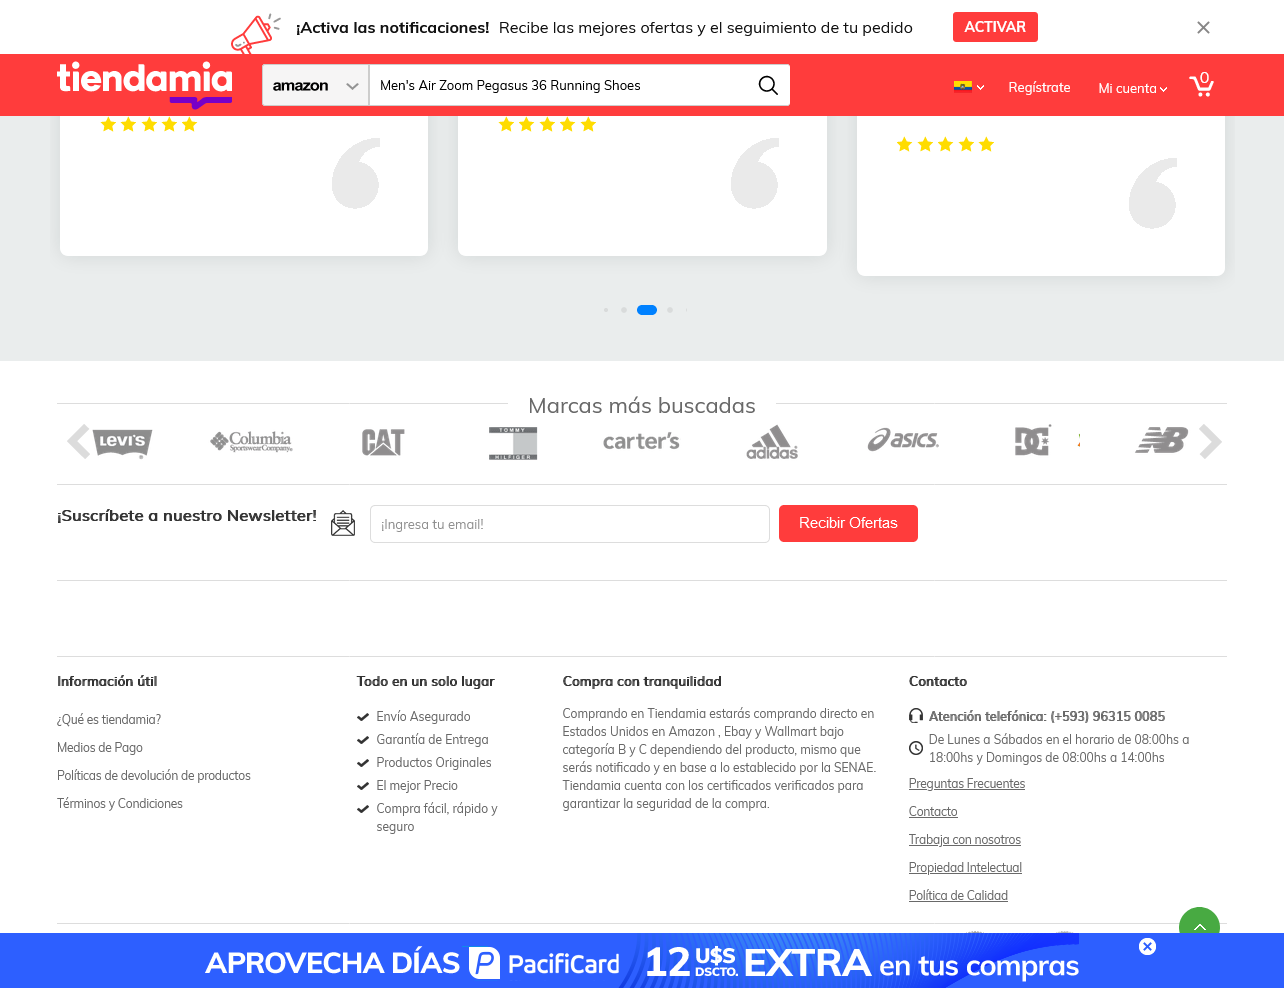 ¡Activa las notificaciones! Recibe las mejores ofertas y el seguimiento de tu pedido
ACTIVAR
tiendamia
amazon
Men's Air Zoom Pegasus 36 Running Shoes
Regístrate
Mi cuenta
0
Marcas más buscadas
LEVI'S
Columbia
Sportswear Company
CAT
TOMMY
HILFIGER
carter's
adidas
asics
DC
NB
¡Suscríbete a nuestro Newsletter!
¡Ingresa tu email!
Recibir Ofertas
Información útil
¿Qué es tiendamia?
Medios de Pago
Políticas de devolución de productos
Términos y Condiciones
Todo en un solo lugar
Envío Asegurado
Garantía de Entrega
Productos Originales
El mejor Precio
Compra fácil, rápido y
seguro
Compra con tranquilidad
Comprando en Tiendamia estarás comprando directo en
Estados Unidos en Amazon , Ebay y Wallmart bajo
categoría B y C dependiendo del producto, mismo que
serás notificado y en base a lo establecido por la SENAE.
Tiendamia cuenta con los certificados verificados para
garantizar la seguridad de la compra.
Contacto
Atención telefónica: (+593) 96315 0085
De Lunes a Sábados en el horario de 08:00hs a
18:00hs y Domingos de 08:00hs a 14:00hs
Preguntas Frecuentes
Contacto
Trabaja con nosotros
Propiedad Intelectual
Política de Calidad
APROVECHA DÍAS PacifiCard 12 U$S DSCTO. EXTRA en tus compras